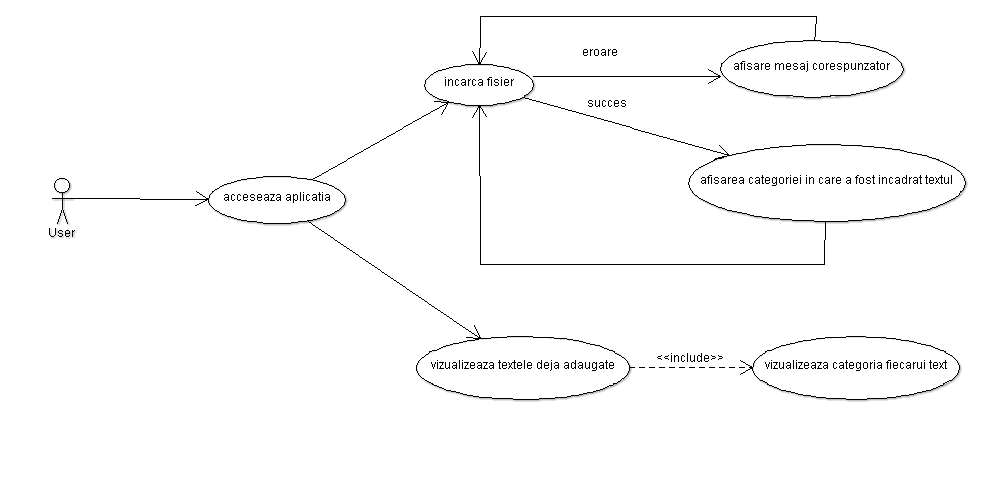 eroare
afisare mesaj corespunzator
incarca fisier
succes
afisarea categoriei in care a fost incadrat textul
acceseaza aplicatia
User
<<include>>
vizualizeaza textele deja adaugate
vizualizeaza categoria fiecarui text